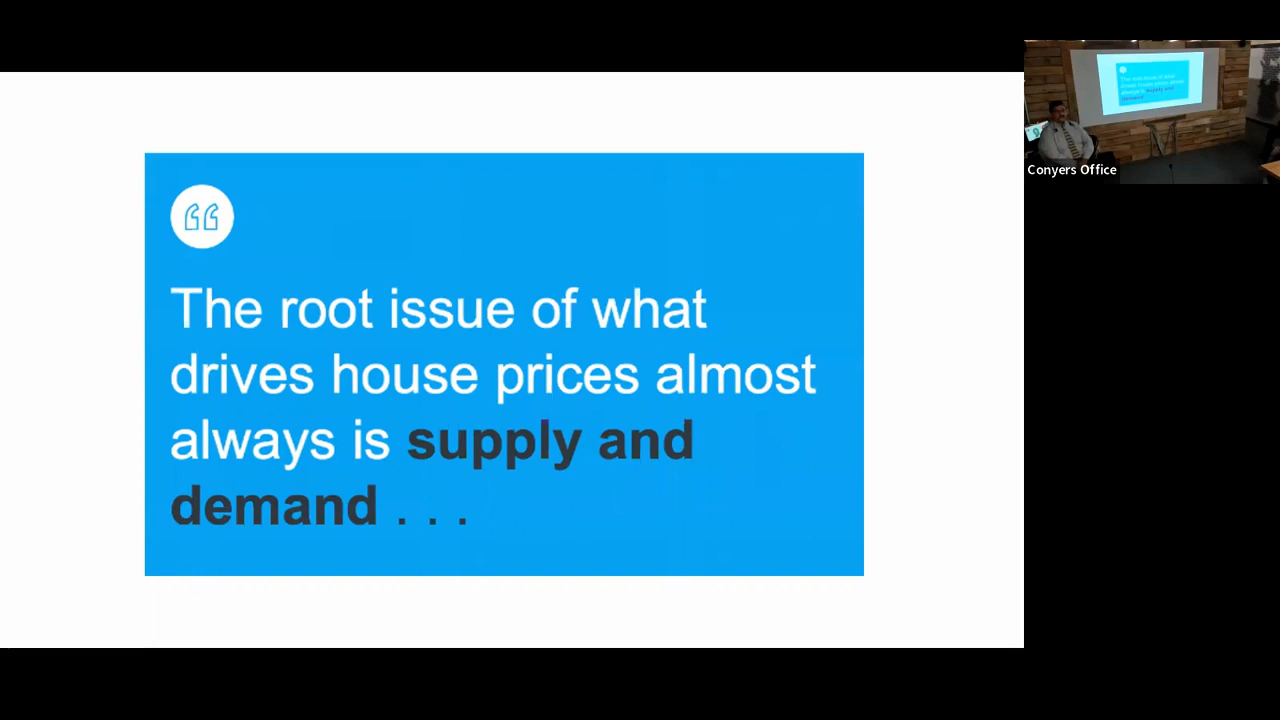 The root issue of what
drives house prices almost
always is supply and
demand . . .
Conyers Office